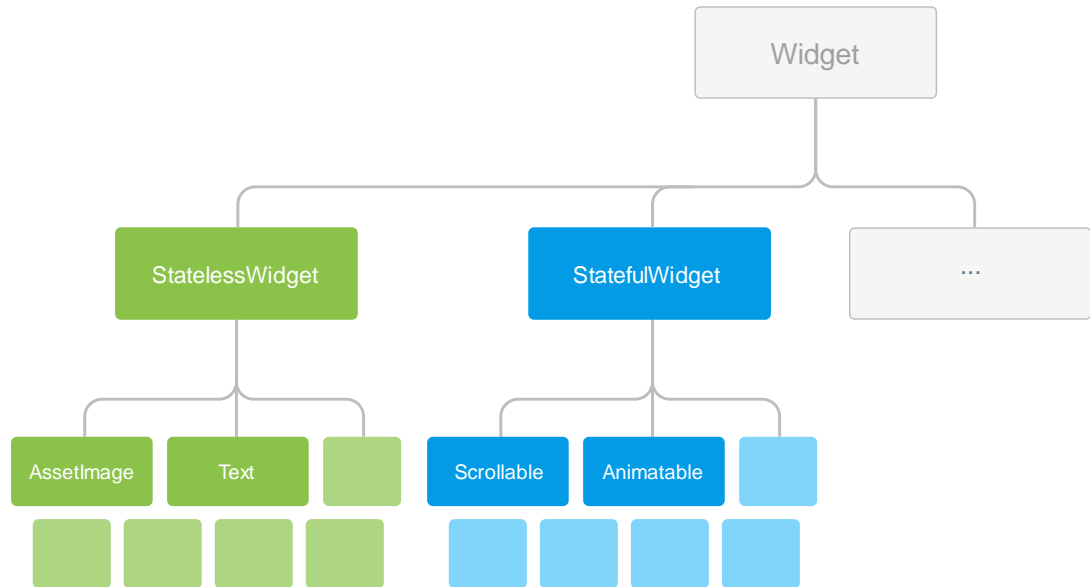 Widget
StatelessWidget
StatefulWidget
...
AssetImage
Text
Scrollable
Animatable